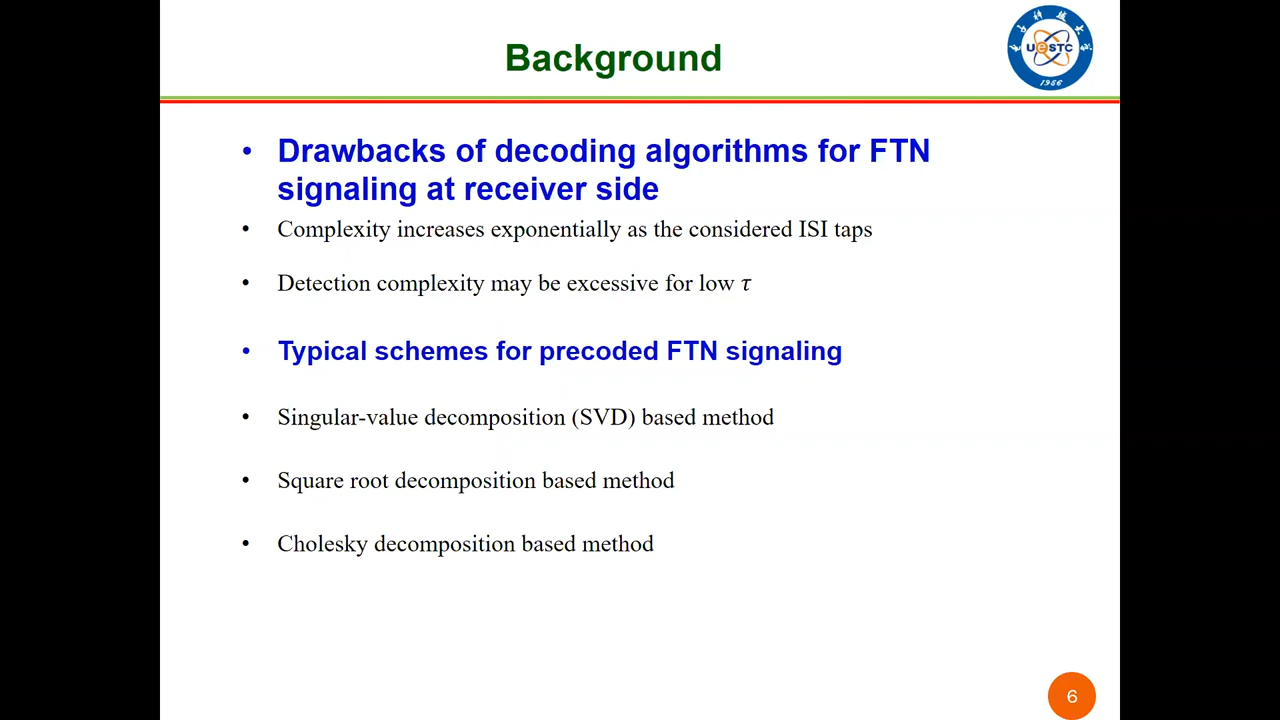 Background
UeSTC
1956
• Drawbacks of decoding algorithms for FTN
signaling at receiver side
• Complexity increases exponentially as the considered ISI taps
• Detection complexity may be excessive for low τ
• Typical schemes for precoded FTN signaling
• Singular-value decomposition (SVD) based method
• Square root decomposition based method
• Cholesky decomposition based method
6